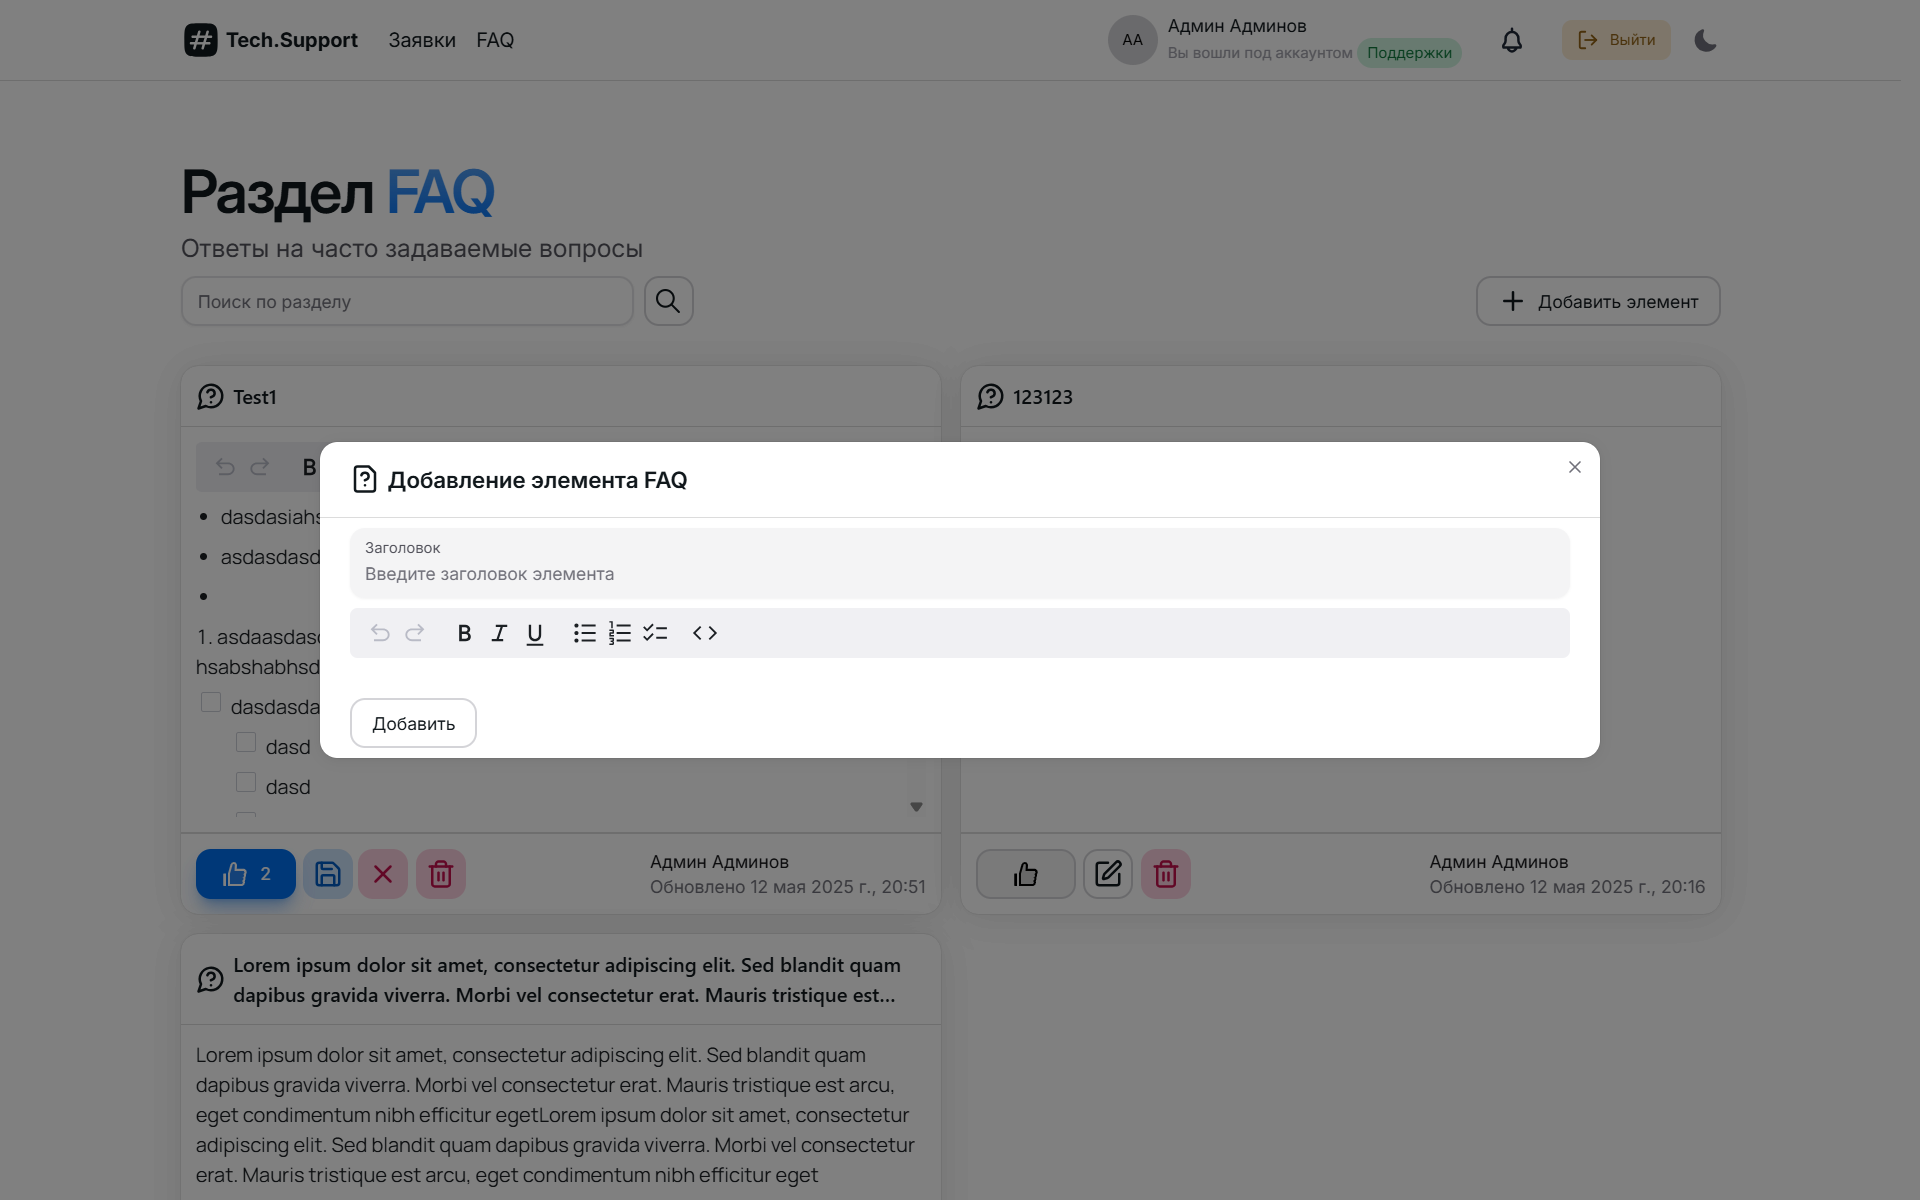 # Tech.Support
Заявки
FAQ
АА
Админ Админов
Вы вошли под аккаунтом Поддержки
Выйти
Раздел FAQ
Ответы на часто задаваемые вопросы
Поиск по разделу
Добавить элемент
Test1
123123
B
dasdasiahs
asdasdasd
1. asdaasdasd
hsabshabhsd
dasdasda
dasd
dasd
Добавление элемента FAQ
Заголовок
Введите заголовок элемента
B I U
Добавить
2
Админ Админов
Обновлено 12 мая 2025 г., 20:51
Админ Админов
Обновлено 12 мая 2025 г., 20:16
Lorem ipsum dolor sit amet, consectetur adipiscing elit. Sed blandit quam
dapibus gravida viverra. Morbi vel consectetur erat. Mauris tristique est...
Lorem ipsum dolor sit amet, consectetur adipiscing elit. Sed blandit quam
dapibus gravida viverra. Morbi vel consectetur erat. Mauris tristique est arcu,
eget condimentum nibh efficitur egetLorem ipsum dolor sit amet, consectetur
adipiscing elit. Sed blandit quam dapibus gravida viverra. Morbi vel consectetur
erat. Mauris tristique est arcu, eget condimentum nibh efficitur eget